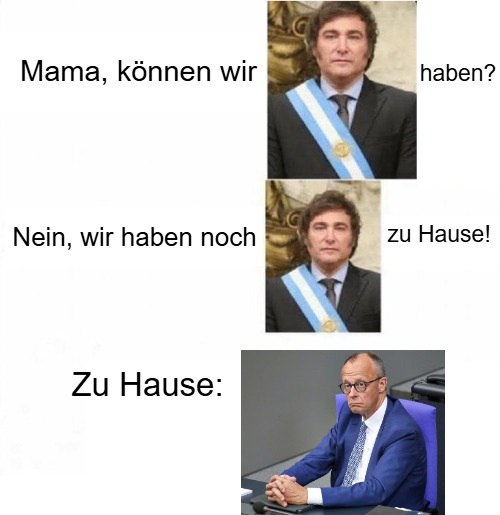 Mama, können wir haben?
Nein, wir haben noch zu Hause!
Zu Hause: